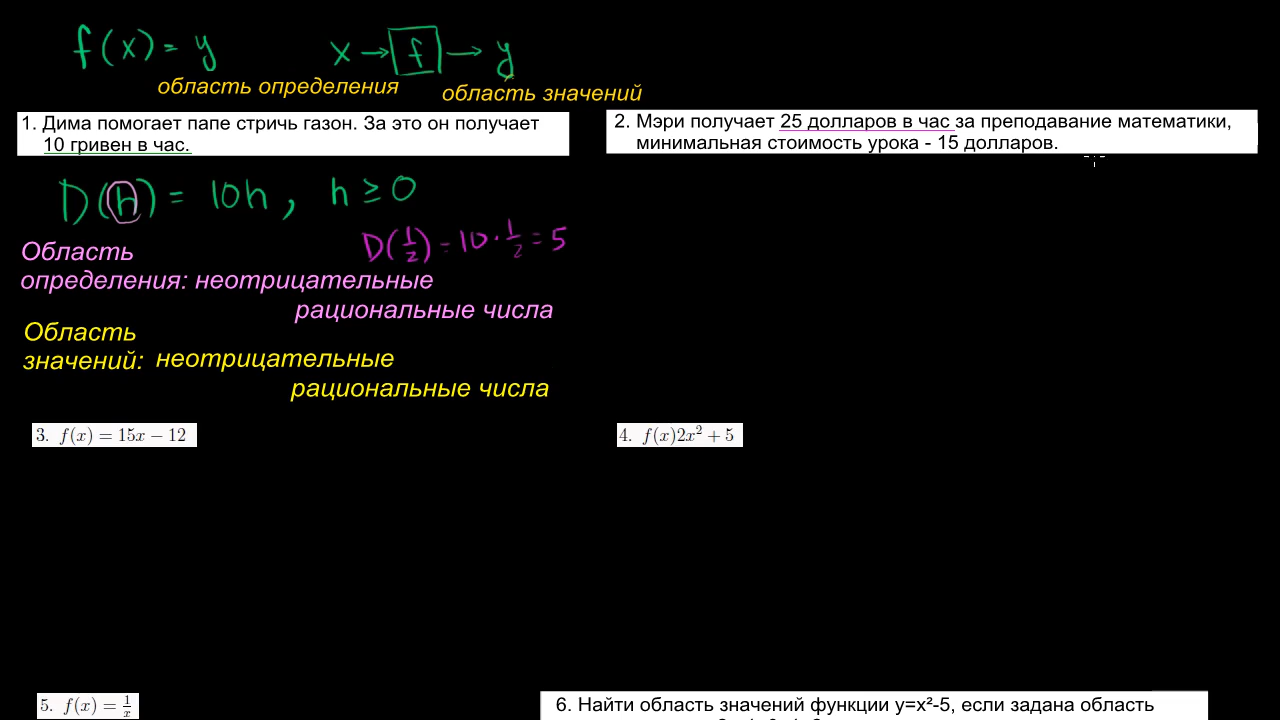 f(x) = y
x → f → y
область определения
область значений
1. Дима помогает папе стричь газон. За это он получает
10 гривен в час.
2. Мэри получает 25 долларов в час за преподавание математики,
минимальная стоимость урока - 15 долларов.
D(h) = 10h, h ≥ 0
D(1/2) = 10 · 1/2 = 5
Область
определения: неотрицательные
рациональные числа
Область
значений: неотрицательные
рациональные числа
3. f(x) = 15x − 12
4. f(x)2x² + 5
5. f(x) = 1/x
6. Найти область значений функции y=x²-5, если задана область